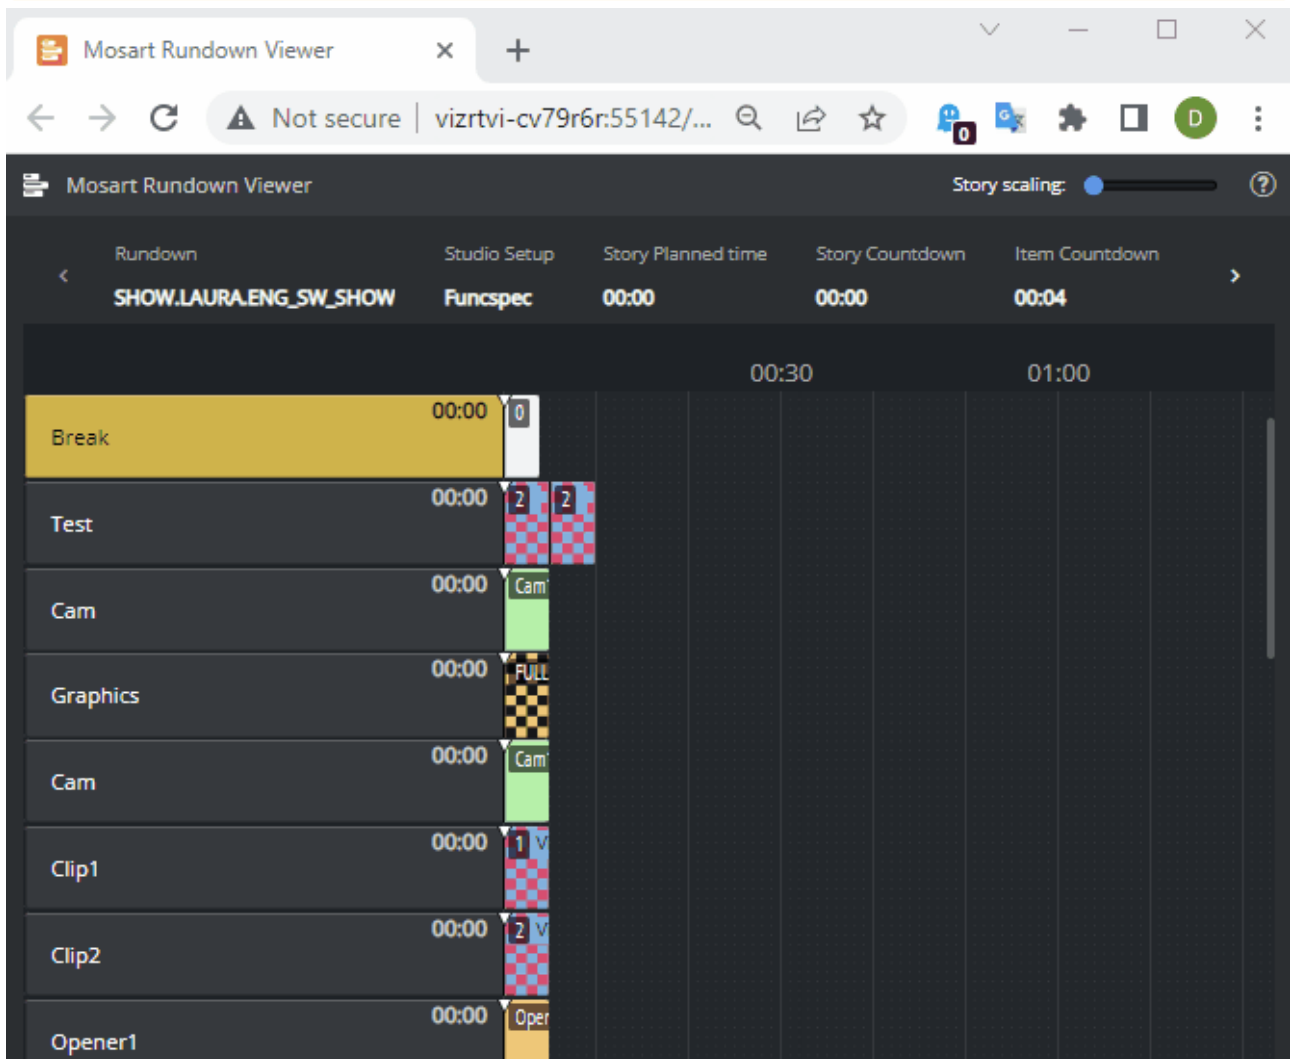 Mosart Rundown Viewer
Not secure | vizrtvi-cv79r6r:55142/...
0
D
Mosart Rundown Viewer
Story scaling:
Rundown Studio Setup Story Planned time Story Countdown Item Countdown
SHOW.LAURA.ENG_SW_SHOW Funcspec 00:00 00:00 00:04
00:30 01:00
Break 00:00 0
Test 00:00 2 2
Cam 00:00 Cam
Graphics 00:00 FULL
Cam 00:00 Cam
Clip1 00:00 1 V
Clip2 00:00 2 V
Opener1 00:00 Oper